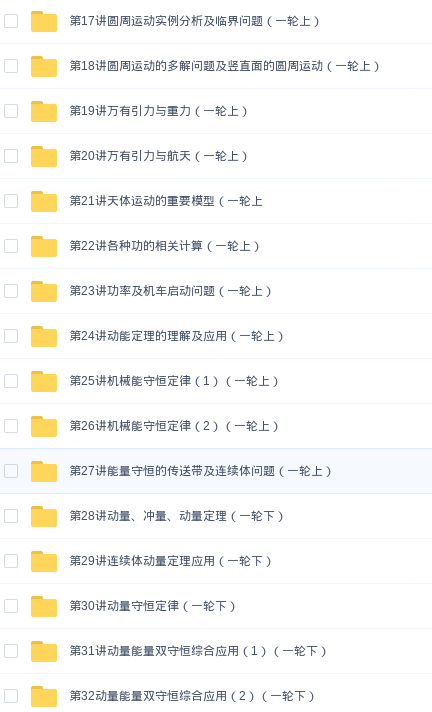 第17讲圆周运动实例分析及临界问题（一轮上）
第18讲圆周运动的多解问题及竖直面的圆周运动（一轮上）
第19讲万有引力与重力（一轮上）
第20讲万有引力与航天（一轮上）
第21讲天体运动的重要模型（一轮上
第22讲各种功的相关计算（一轮上）
第23讲功率及机车启动问题（一轮上）
第24讲动能定理的理解及应用（一轮上）
第25讲机械能守恒定律（1）（一轮上）
第26讲机械能守恒定律（2）（一轮上）
第27讲能量守恒的传送带及连续体问题（一轮上）
第28讲动量、冲量、动量定理（一轮下）
第29讲连续体动量定理应用（一轮下）
第30讲动量守恒定律（一轮下）
第31讲动量能量双守恒综合应用（1）（一轮下）
第32动量能量双守恒综合应用（2）（一轮下）